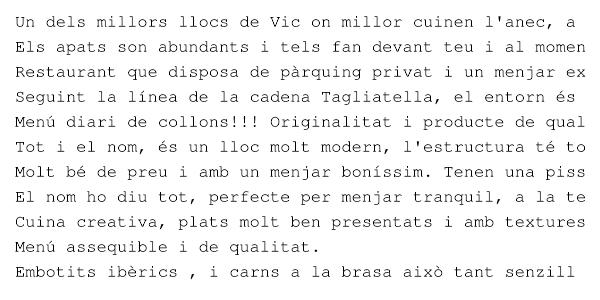 Un dels millors llocs de Vic on millor cuinen l'anec, a
Els apats son abundants i tels fan devant teu i al momen
Restaurant que disposa de pàrquing privat i un menjar ex
Seguint la línea de la cadena Tagliatella, el entorn és
Menú diari de collons!!! Originalitat i producte de qual
Tot i el nom, és un lloc molt modern, l'estructura té to
Molt bé de preu i amb un menjar boníssim. Tenen una piss
El nom ho diu tot, perfecte per menjar tranquil, a la te
Cuina creativa, plats molt ben presentats i amb textures
Menú assequible i de qualitat.
Embotits ibèrics , i carns a la brasa això tant senzill